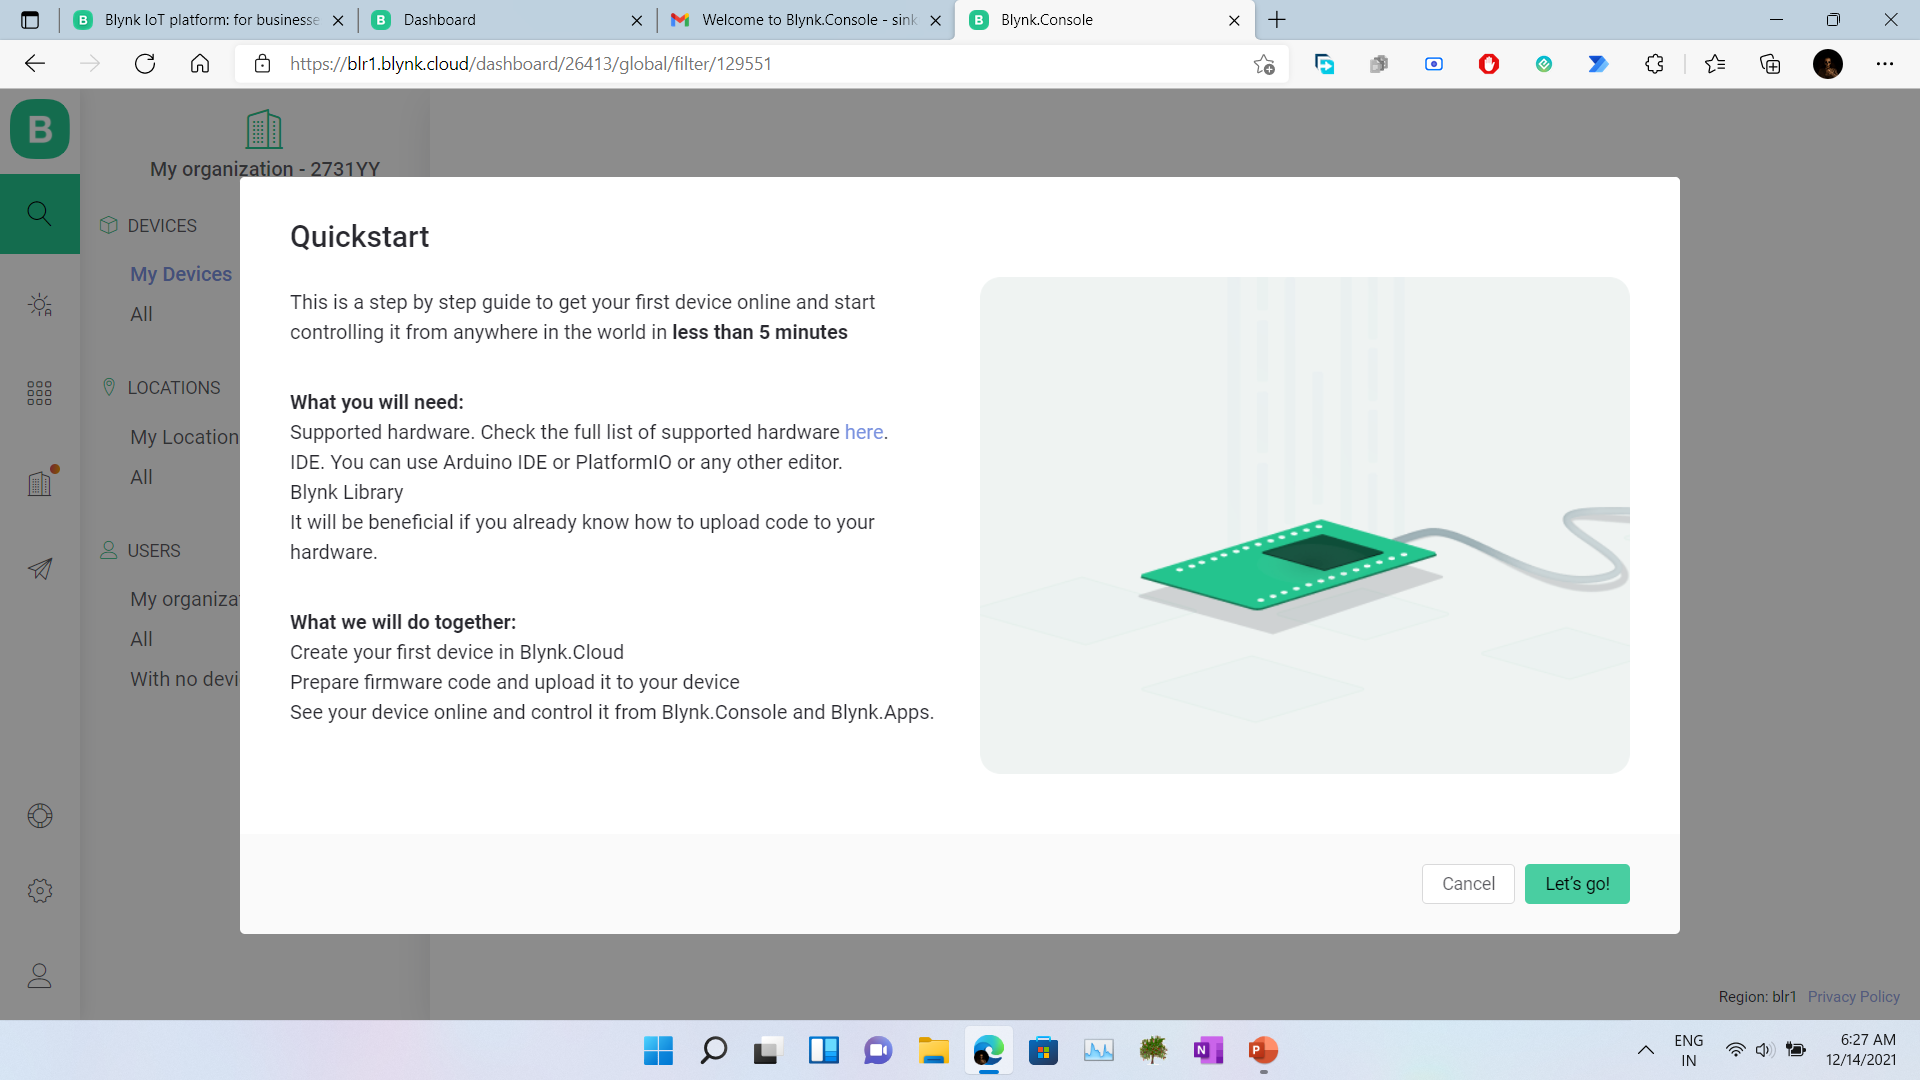 Blynk IoT platform: for businesse
Dashboard
Welcome to Blynk.Console - sink
Blynk.Console
https://blr1.blynk.cloud/dashboard/26413/global/filter/129551
B
My organization - 2731YY
DEVICES
My Devices
All
LOCATIONS
My Location
All
USERS
My organiza
All
With no devi
Quickstart
This is a step by step guide to get your first device online and start
controlling it from anywhere in the world in less than 5 minutes
What you will need:
Supported hardware. Check the full list of supported hardware here.
IDE. You can use Arduino IDE or PlatformIO or any other editor.
Blynk Library
It will be beneficial if you already know how to upload code to your
hardware.
What we will do together:
Create your first device in Blynk.Cloud
Prepare firmware code and upload it to your device
See your device online and control it from Blynk.Console and Blynk.Apps.
Cancel
Let's go!
Region: blr1 Privacy Policy
ENG
IN
6:27 AM
12/14/2021